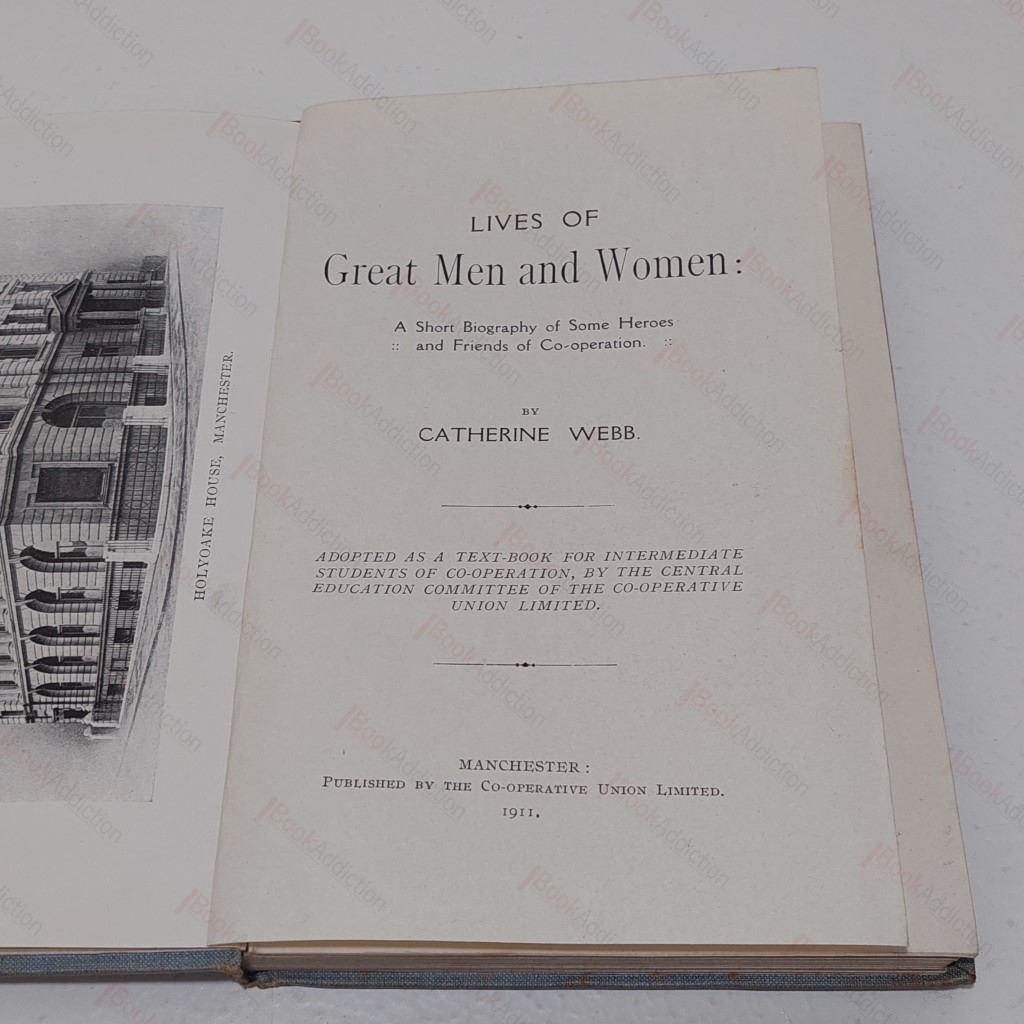 HOLYOAKE HOUSE, MANCHESTER.
LIVES OF
Great Men and Women:
A Short Biography of Some Heroes
:: and Friends of Co-operation. ::
BY
CATHERINE WEBB.
ADOPTED AS A TEXT-BOOK FOR INTERMEDIATE
STUDENTS OF CO-OPERATION, BY THE CENTRAL
EDUCATION COMMITTEE OF THE CO-OPERATIVE
UNION LIMITED.
MANCHESTER:
PUBLISHED BY THE CO-OPERATIVE UNION LIMITED.
1911.
BookAddiction